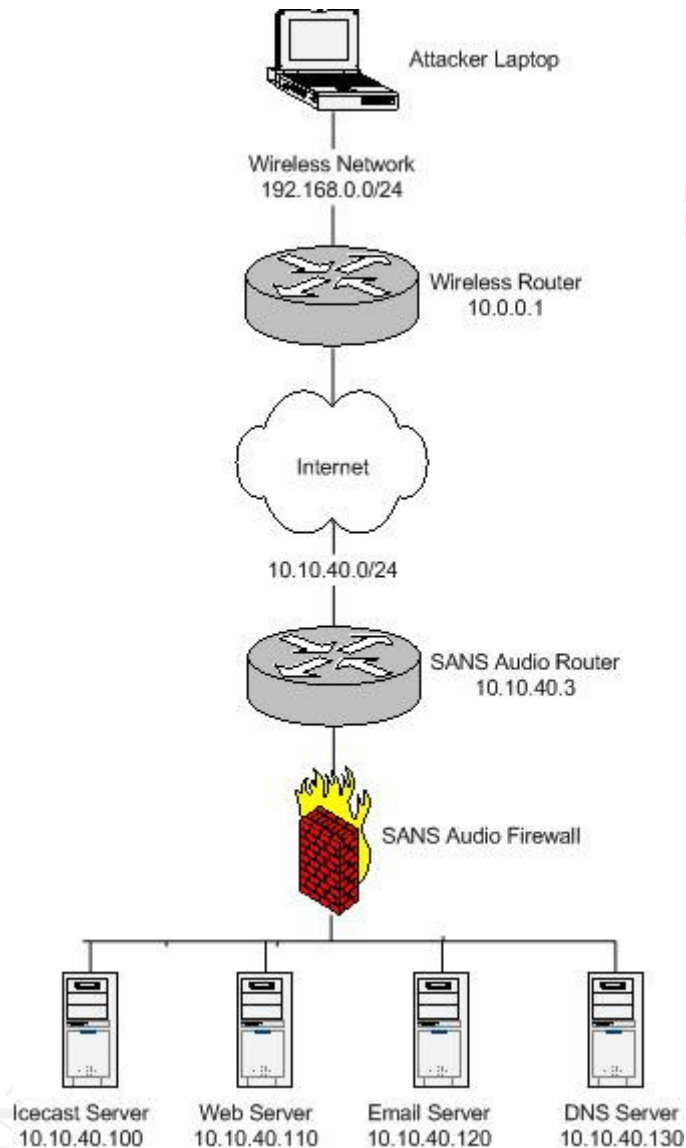 Attacker Laptop
Wireless Network
192.168.0.0/24
Wireless Router
10.0.0.1
Internet
10.10.40.0/24
SANS Audio Router
10.10.40.3
SANS Audio Firewall
Icecast Server
10.10.40.100
Web Server
10.10.40.110
Email Server
10.10.40.120
DNS Server
10.10.40.130